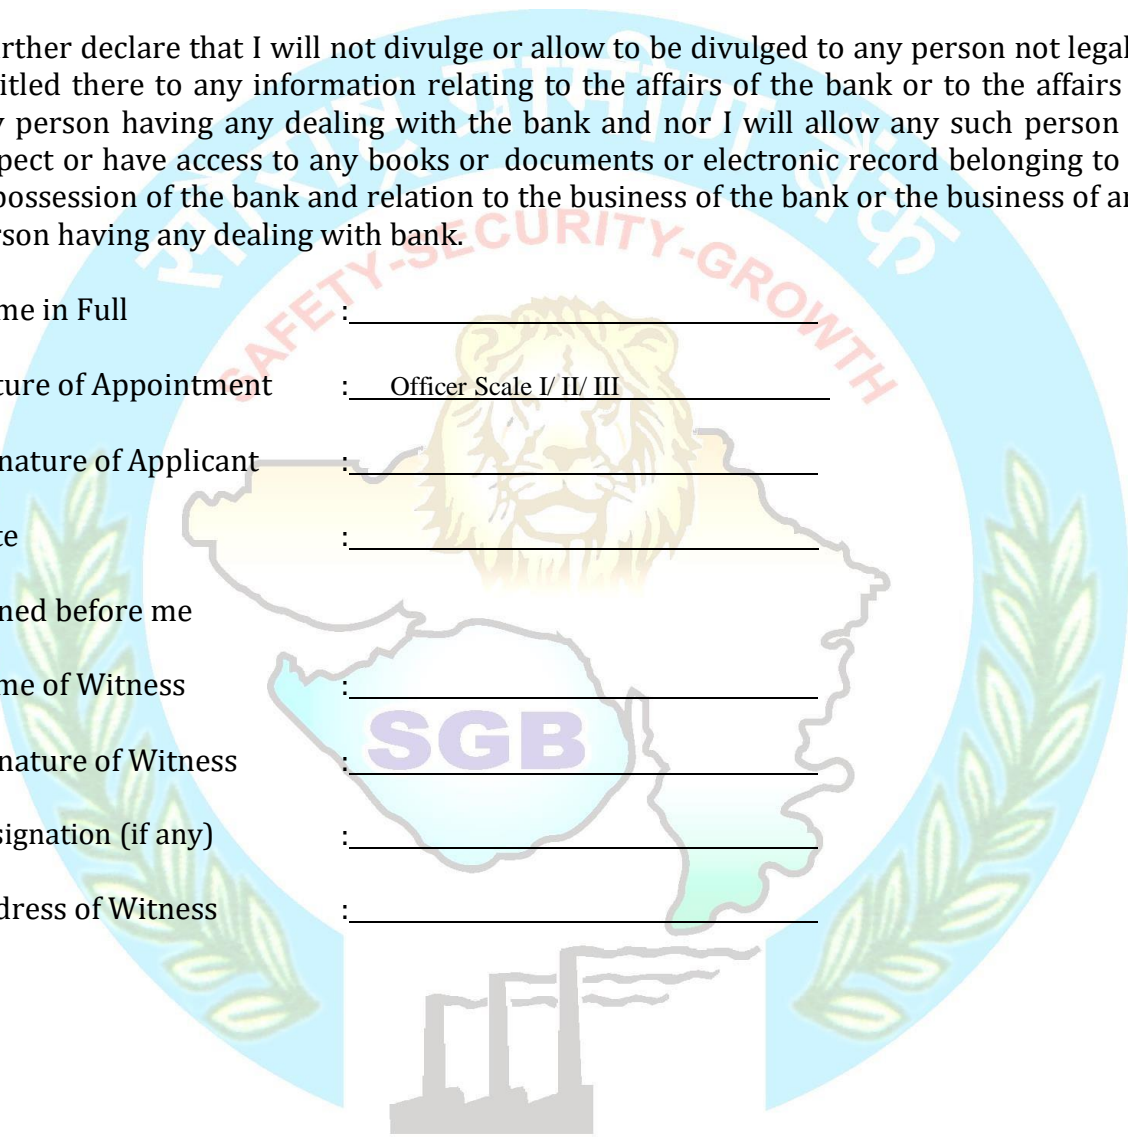 सौराष्ट्र ग्रामीण बैंक
SAFETY-SECURITY-GROWTH
rther declare that I will not divulge or allow to be divulged to any person not legal
itled there to any information relating to the affairs of the bank or to the affairs
y person having any dealing with the bank and nor I will allow any such person
pect or have access to any books or documents or electronic record belonging to
possession of the bank and relation to the business of the bank or the business of an
rson having any dealing with bank.
me in Full :
ture of Appointment : Officer Scale I/ II/ III
nature of Applicant :
te :
ned before me
me of Witness :
SGB
nature of Witness :
signation (if any) :
dress of Witness :